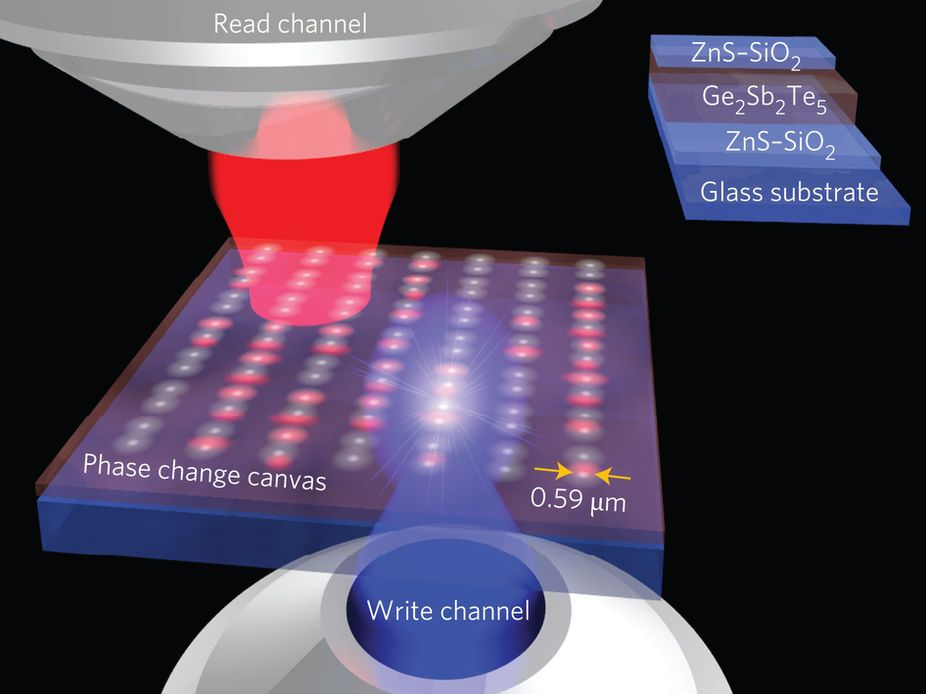 Read channel
ZnS–SiO₂
Ge₂Sb₂Te₅
ZnS–SiO₂
Glass substrate
Phase change canvas
0.59 μm
Write channel